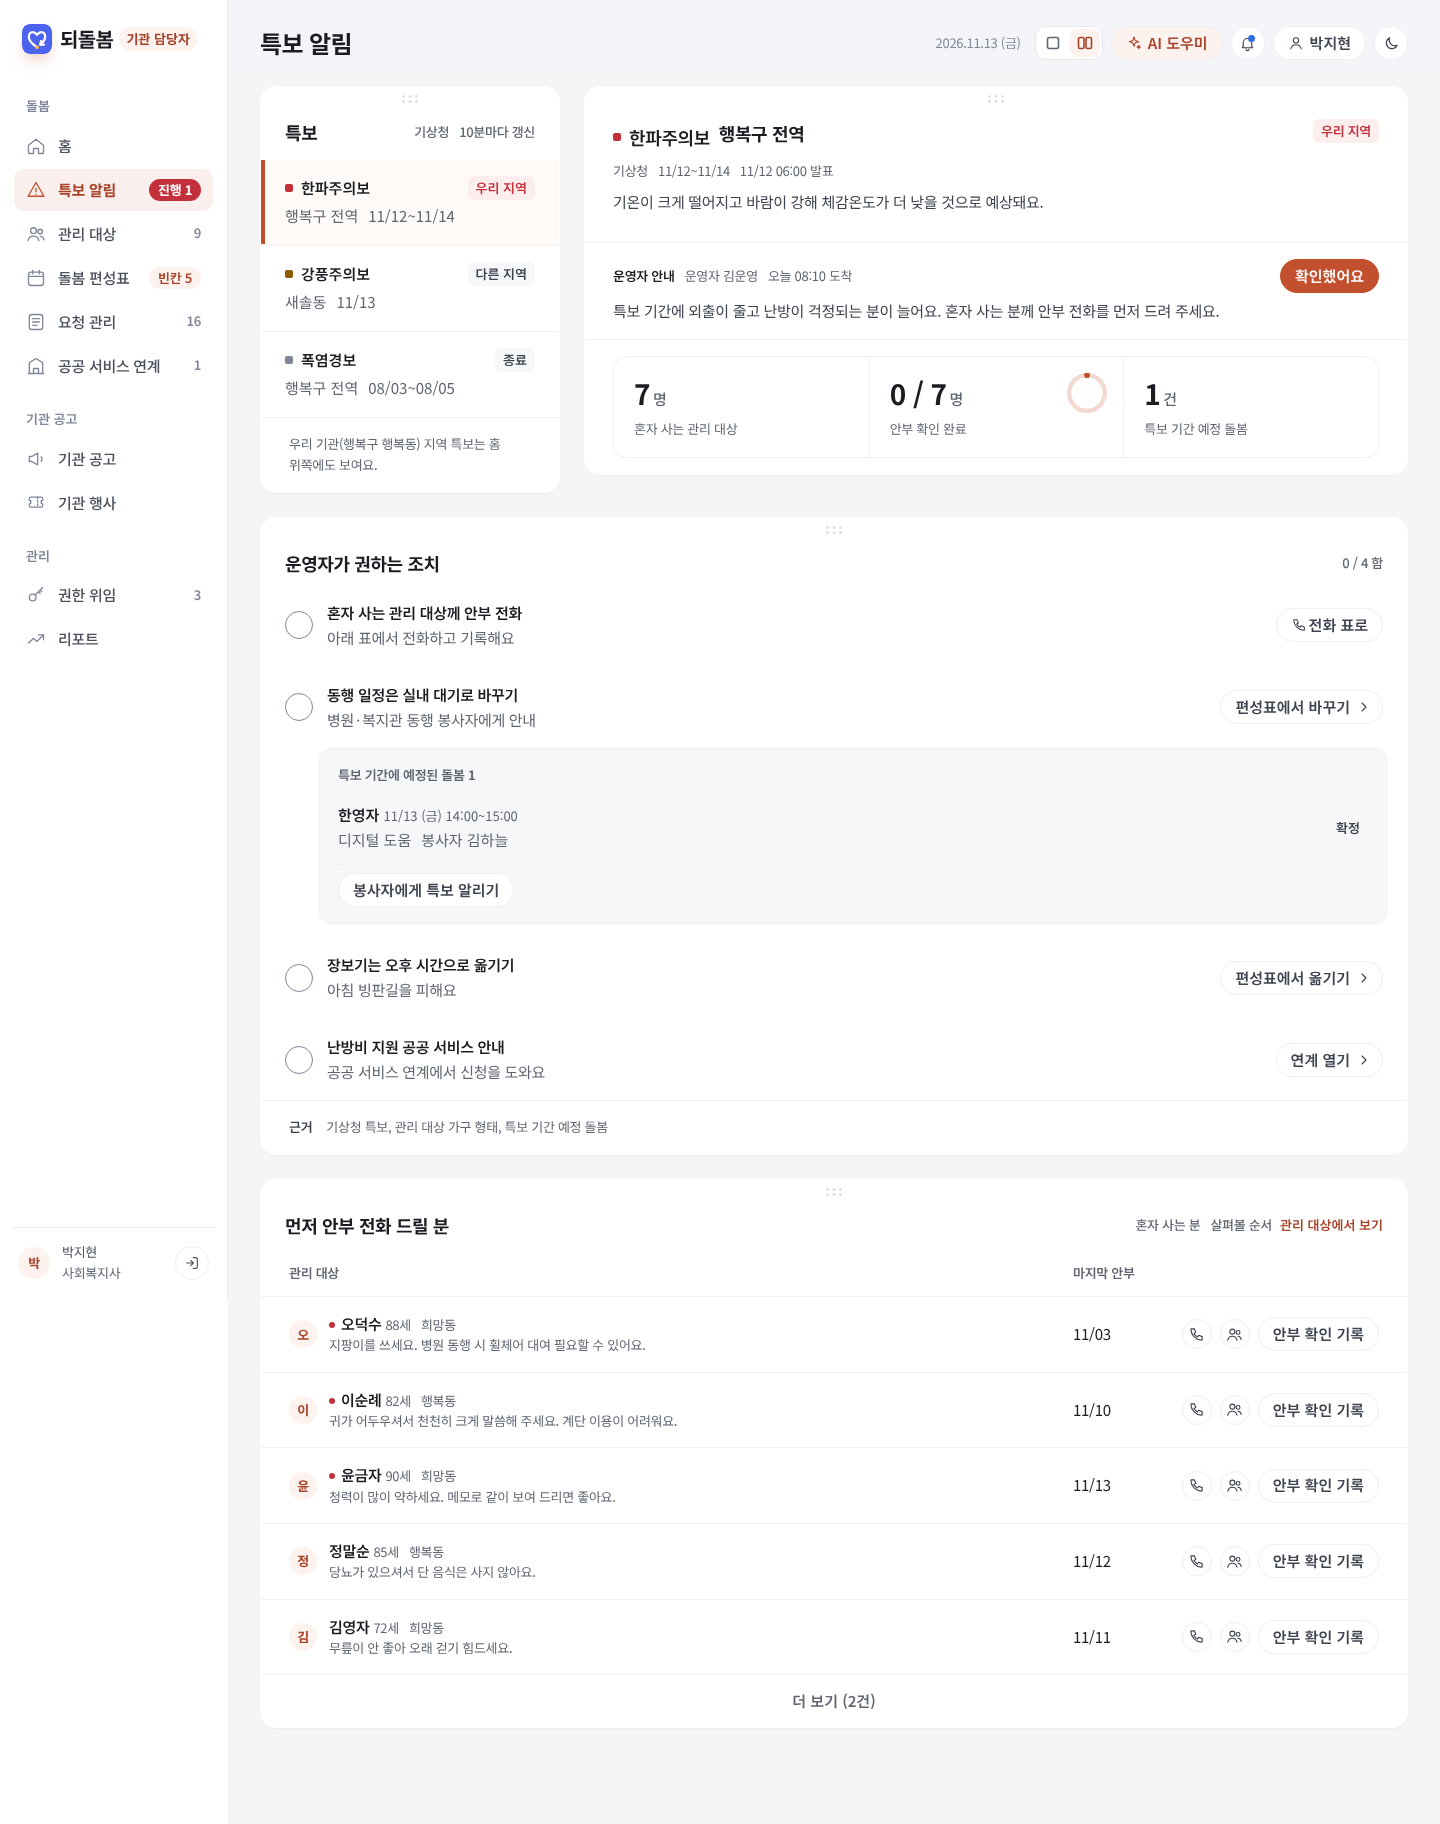 되돌봄 기관 담당자
돌봄
홈
특보 알림 진행 1
관리 대상 9
돌봄 편성표 빈칸 5
요청 관리 16
공공 서비스 연계 1
기관 공고
기관 공고
기관 행사
관리
권한 위임 3
리포트
박 박지현
사회복지사
특보 알림
2026.11.13 (금) AI 도우미 박지현
특보 기상청 10분마다 갱신
한파주의보 우리 지역
행복구 전역 11/12~11/14
강풍주의보 다른 지역
새솔동 11/13
폭염경보 종료
행복구 전역 08/03~08/05
우리 기관(행복구 행복동) 지역 특보는 홈
위쪽에도 보여요.
한파주의보 행복구 전역 우리 지역
기상청 11/12~11/14 11/12 06:00 발표
기온이 크게 떨어지고 바람이 강해 체감온도가 더 낮을 것으로 예상돼요.
운영자 안내 운영자 김운영 오늘 08:10 도착 확인했어요
특보 기간에 외출이 줄고 난방이 걱정되는 분이 늘어요. 혼자 사는 분께 안부 전화를 먼저 드려 주세요.
7 명
혼자 사는 관리 대상
0 / 7 명
안부 확인 완료
1 건
특보 기간 예정 돌봄
운영자가 권하는 조치 0 / 4 함
혼자 사는 관리 대상께 안부 전화
아래 표에서 전화하고 기록해요
전화 표로
동행 일정은 실내 대기로 바꾸기
병원·복지관 동행 봉사자에게 안내
편성표에서 바꾸기
특보 기간에 예정된 돌봄 1
한영자 11/13 (금) 14:00~15:00
디지털 도움 봉사자 김하늘
확정
봉사자에게 특보 알리기
장보기는 오후 시간으로 옮기기
아침 빙판길을 피해요
편성표에서 옮기기
난방비 지원 공공 서비스 안내
공공 서비스 연계에서 신청을 도와요
연계 열기
근거 기상청 특보, 관리 대상 가구 형태, 특보 기간 예정 돌봄
먼저 안부 전화 드릴 분 혼자 사는 분 살펴볼 순서 관리 대상에서 보기
관리 대상 마지막 안부
오 오덕수 88세 희망동
지팡이를 쓰세요. 병원 동행 시 휠체어 대여 필요할 수 있어요.
11/03 안부 확인 기록
이 이순례 82세 행복동
귀가 어두우셔서 천천히 크게 말씀해 주세요. 계단 이용이 어려워요.
11/10 안부 확인 기록
윤 윤금자 90세 희망동
청력이 많이 약하세요. 메모로 같이 보여 드리면 좋아요.
11/13 안부 확인 기록
정 정말순 85세 행복동
당뇨가 있으셔서 단 음식은 사지 않아요.
11/12 안부 확인 기록
김 김영자 72세 희망동
무릎이 안 좋아 오래 걷기 힘드세요.
11/11 안부 확인 기록
더 보기 (2건)